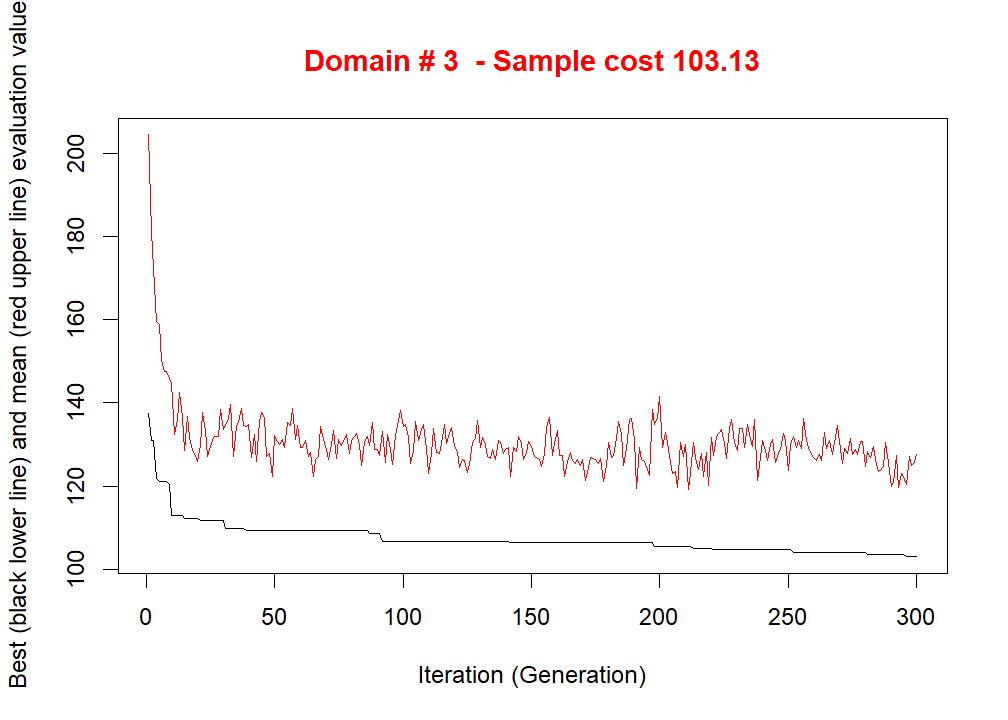 Domain # 3  - Sample cost 103.13
Best (black lower line) and mean (red upper line) evaluation value
200
180
160
140
120
100
0 50 100 150 200 250 300
Iteration (Generation)